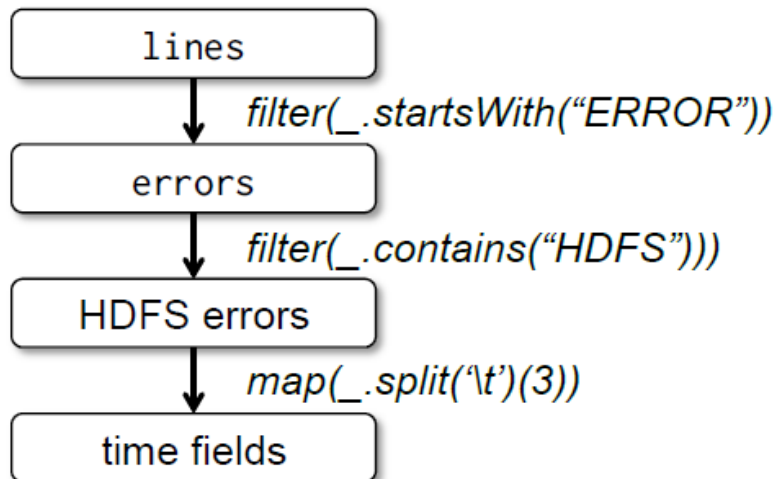 lines
filter(_.startsWith(“ERROR”))
errors
filter(_.contains(“HDFS”)))
HDFS errors
map(_.split(‘\t’)(3))
time fields